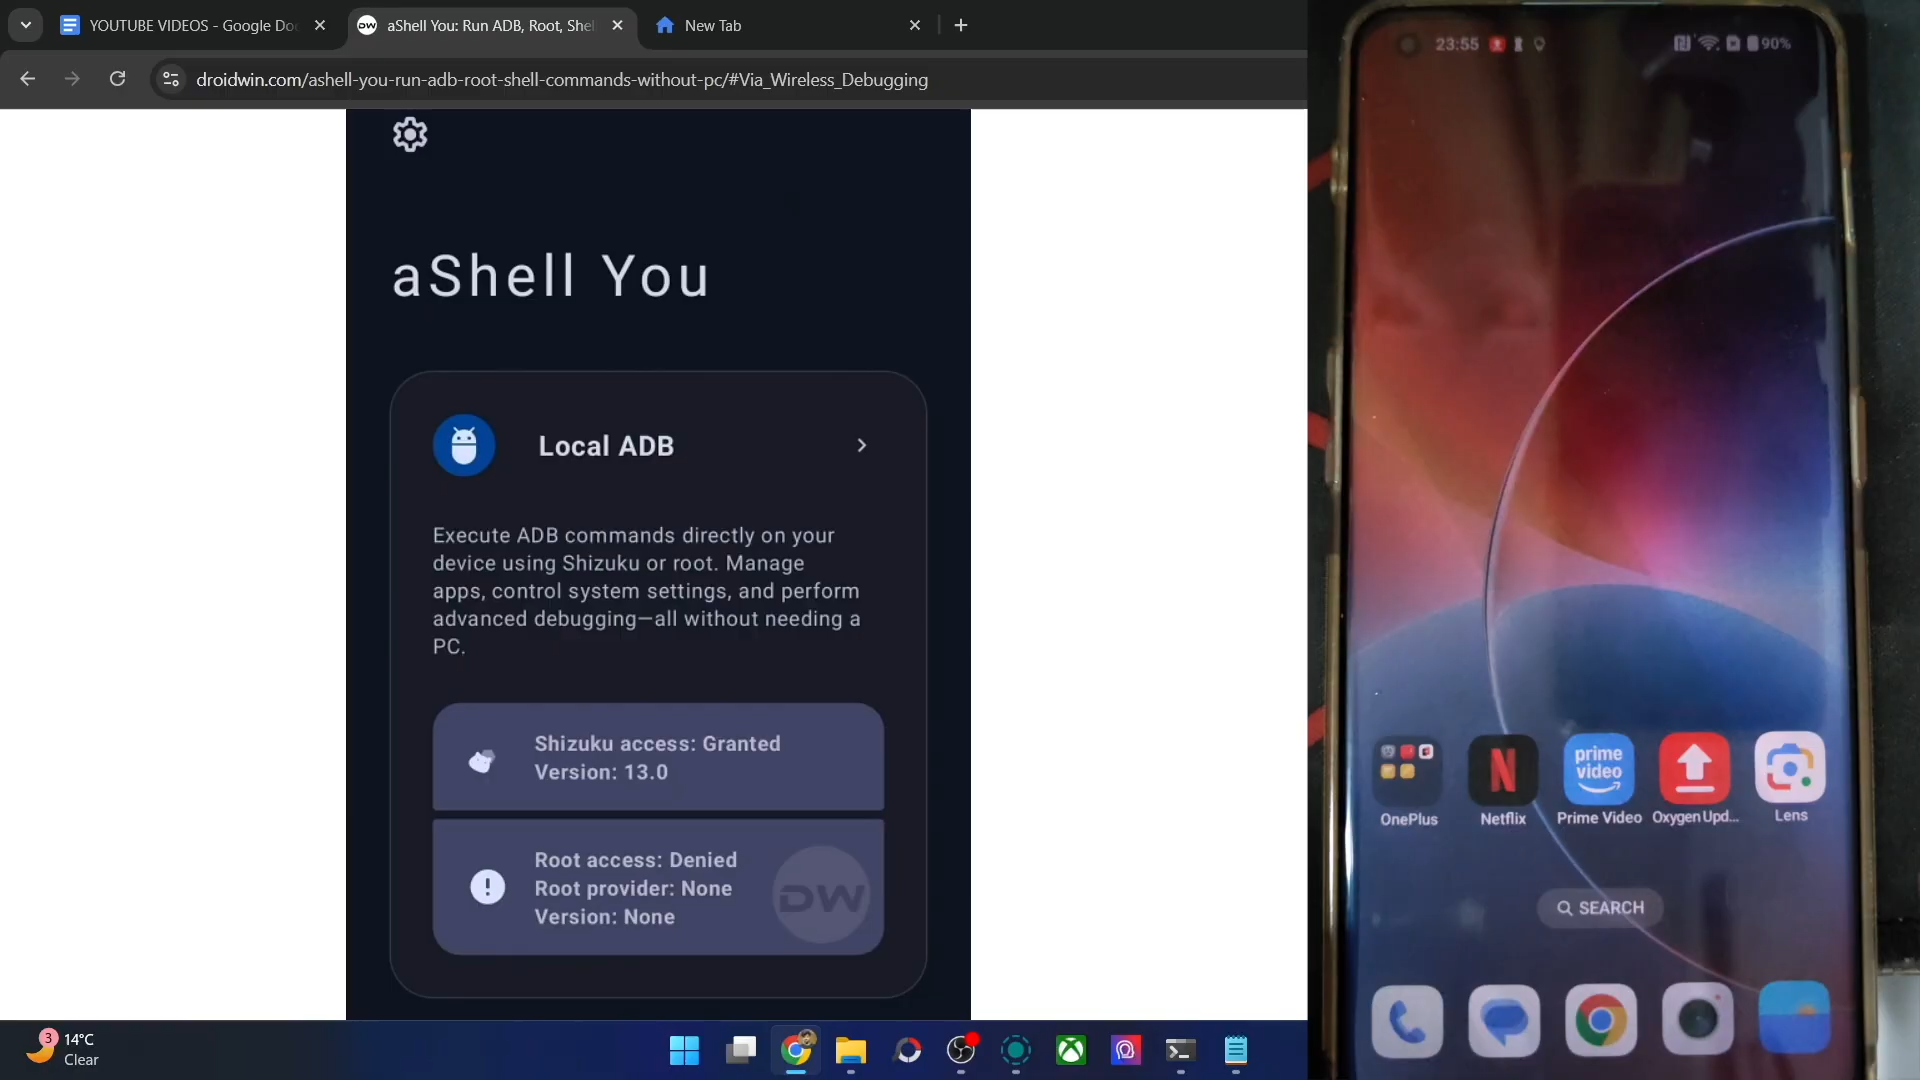 YOUTUBE VIDEOS - Google Do
DW
aShell You: Run ADB, Root, She
New Tab
droidwin.com/ashell-you-run-adb-root-shell-commands-without-pc/#Via_Wireless_Debugging
aShell You
Local ADB
Execute ADB commands directly on your
device using Shizuku or root. Manage
apps, control system settings, and perform
advanced debugging—all without needing a
PC.
Shizuku access: Granted
Version: 13.0
Root access: Denied
Root provider: None
Version: None
DW
3
14°C
Clear
23:55
90%
N
prime
video
OnePlus
Netflix
Prime Video
Oxygen Upd...
Lens
SEARCH